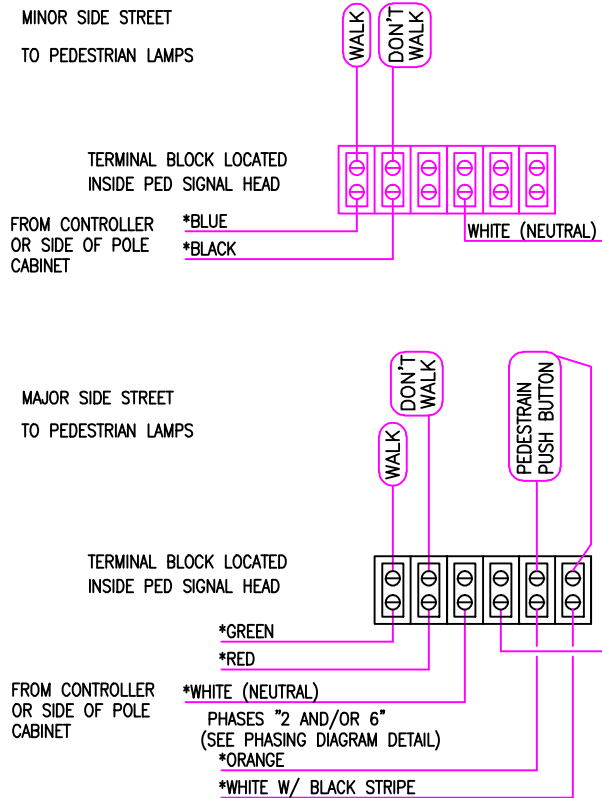 MINOR SIDE STREET
TO PEDESTRIAN LAMPS
WALK
DON'T
WALK
TERMINAL BLOCK LOCATED
INSIDE PED SIGNAL HEAD
FROM CONTROLLER
OR SIDE OF POLE
CABINET
*BLUE
*BLACK
WHITE (NEUTRAL)
MAJOR SIDE STREET
TO PEDESTRIAN LAMPS
WALK
DON'T
WALK
PEDESTRAIN
PUSH BUTTON
TERMINAL BLOCK LOCATED
INSIDE PED SIGNAL HEAD
*GREEN
*RED
FROM CONTROLLER
OR SIDE OF POLE
CABINET
*WHITE (NEUTRAL)
PHASES "2 AND/OR 6"
(SEE PHASING DIAGRAM DETAIL)
*ORANGE
*WHITE W/ BLACK STRIPE